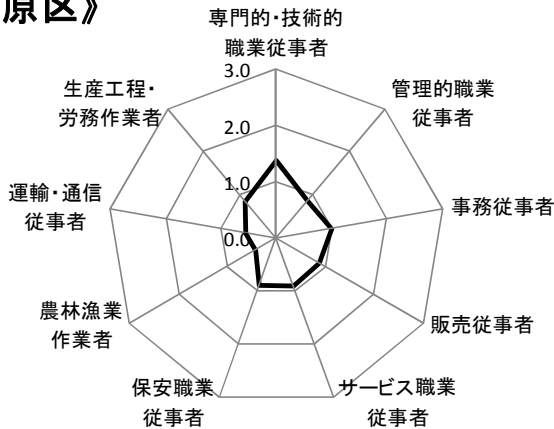 原区》
専門的・技術的
職業従事者
管理的職業
従事者
事務従事者
販売従事者
サービス職業
従事者
保安職業
従事者
農林漁業
作業者
運輸・通信
従事者
生産工程・
労務作業者
3.0
2.0
1.0
0.0